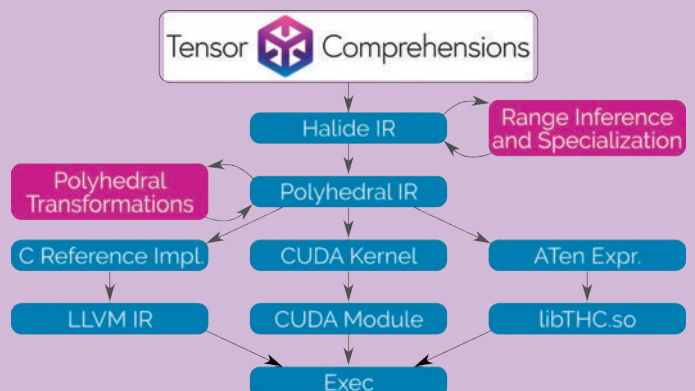 Tensor Comprehensions
Halide IR
Range Inference
and Specialization
Polyhedral
Transformations
Polyhedral IR
C Reference Impl.
CUDA Kernel
ATen Expr.
LLVM IR
CUDA Module
libTHC.so
Exec